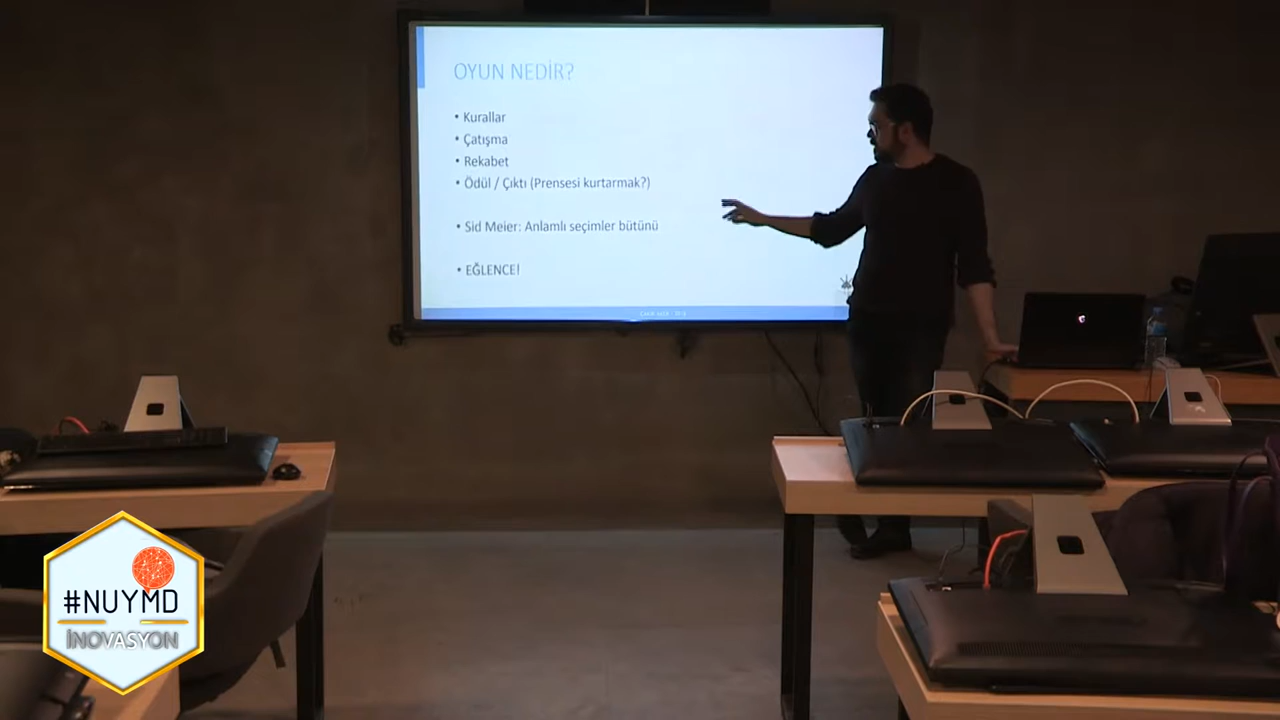 OYUN NEDİR?
• Kurallar
• Çatışma
• Rekabet
• Ödül / Çıktı (Prensesi kurtarmak?)
• Sid Meier: Anlamlı seçimler bütünü
• EĞLENCE!
#NUYMD
İNOVASYON